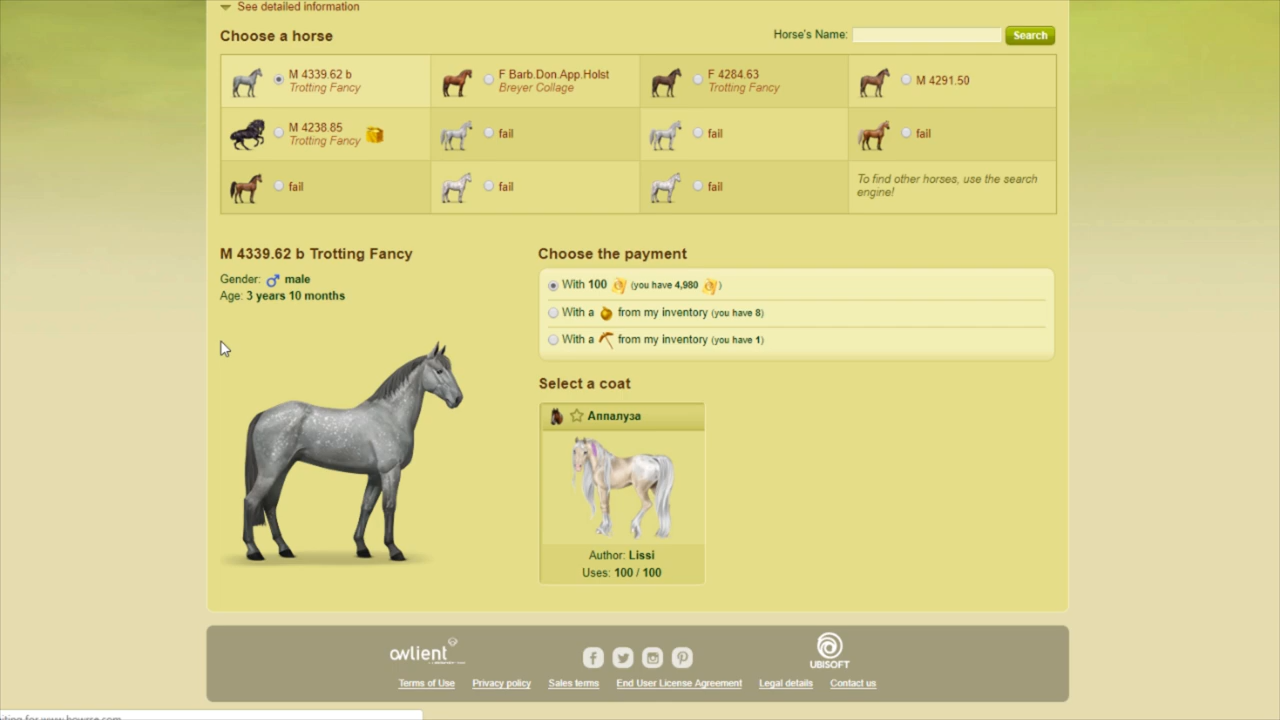 See detailed information
Choose a horse
Horse's Name:
Search
M 4339.62 b
Trotting Fancy
F Barb.Don.App.Holst
Breyer Collage
F 4284.63
Trotting Fancy
M 4291.50
M 4238.85
Trotting Fancy
fail
fail
fail
fail
fail
fail
To find other horses, use the search
engine!
M 4339.62 b Trotting Fancy
Gender: male
Age: 3 years 10 months
Choose the payment
With 100 (you have 4,980 )
With a from my inventory (you have 8)
With a from my inventory (you have 1)
Select a coat
Аппалуза
Author: Lissi
Uses: 100 / 100
owlient
UBISOFT
Terms of Use
Privacy policy
Sales terms
End User License Agreement
Legal details
Contact us